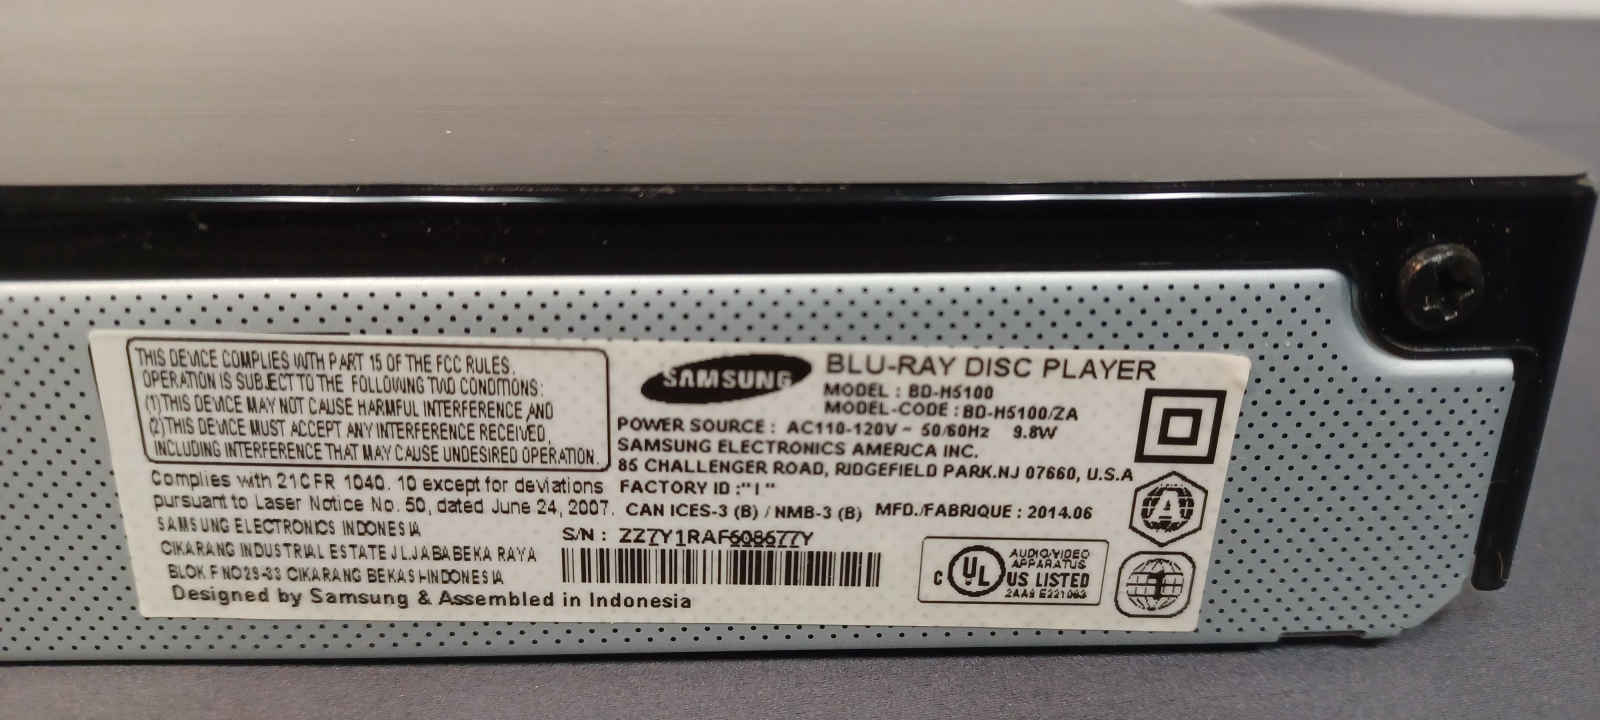 THIS DEVICE COMPLIES WITH PART 15 OF THE FCC RULES.
OPERATION IS SUBJECT TO THE FOLLOWING TWO CONDITIONS:
(1)THIS DEVICE MAY NOT CAUSE HARMFUL INTERFERENCE, AND
(2)THIS DEVICE MUST ACCEPT ANY INTERFERENCE RECEIVED,
INCLUDING INTERFERENCE THAT MAY CAUSE UNDESIRED OPERATION.
Complies with 21 CFR 1040. 10 except for deviations
pursuant to Laser Notice No. 50, dated June 24, 2007.
SAMSUNG ELECTRONICS INDONESIA
CIKARANG INDUSTRIAL ESTATE JL.JABABEKA RAYA
BLOK F NO29-33 CIKARANG BEKASI-INDONESIA
Designed by Samsung & Assembled in Indonesia
SAMSUNG
BLU-RAY DISC PLAYER
MODEL : BD-H5100
MODEL-CODE : BD-H5100/ZA
POWER SOURCE : AC110-120V ~ 50/60Hz 9.8W
SAMSUNG ELECTRONICS AMERICA INC.
85 CHALLENGER ROAD, RIDGEFIELD PARK.NJ 07660, U.S.A
FACTORY ID :"I"
CAN ICES-3 (B) / NMB-3 (B) MFD./FABRIQUE : 2014.06
S/N : ZZ7Y1RAF608677Y
C UL US LISTED
AUDIO/VIDEO
APPARATUS
2AA9 E221093
A
1